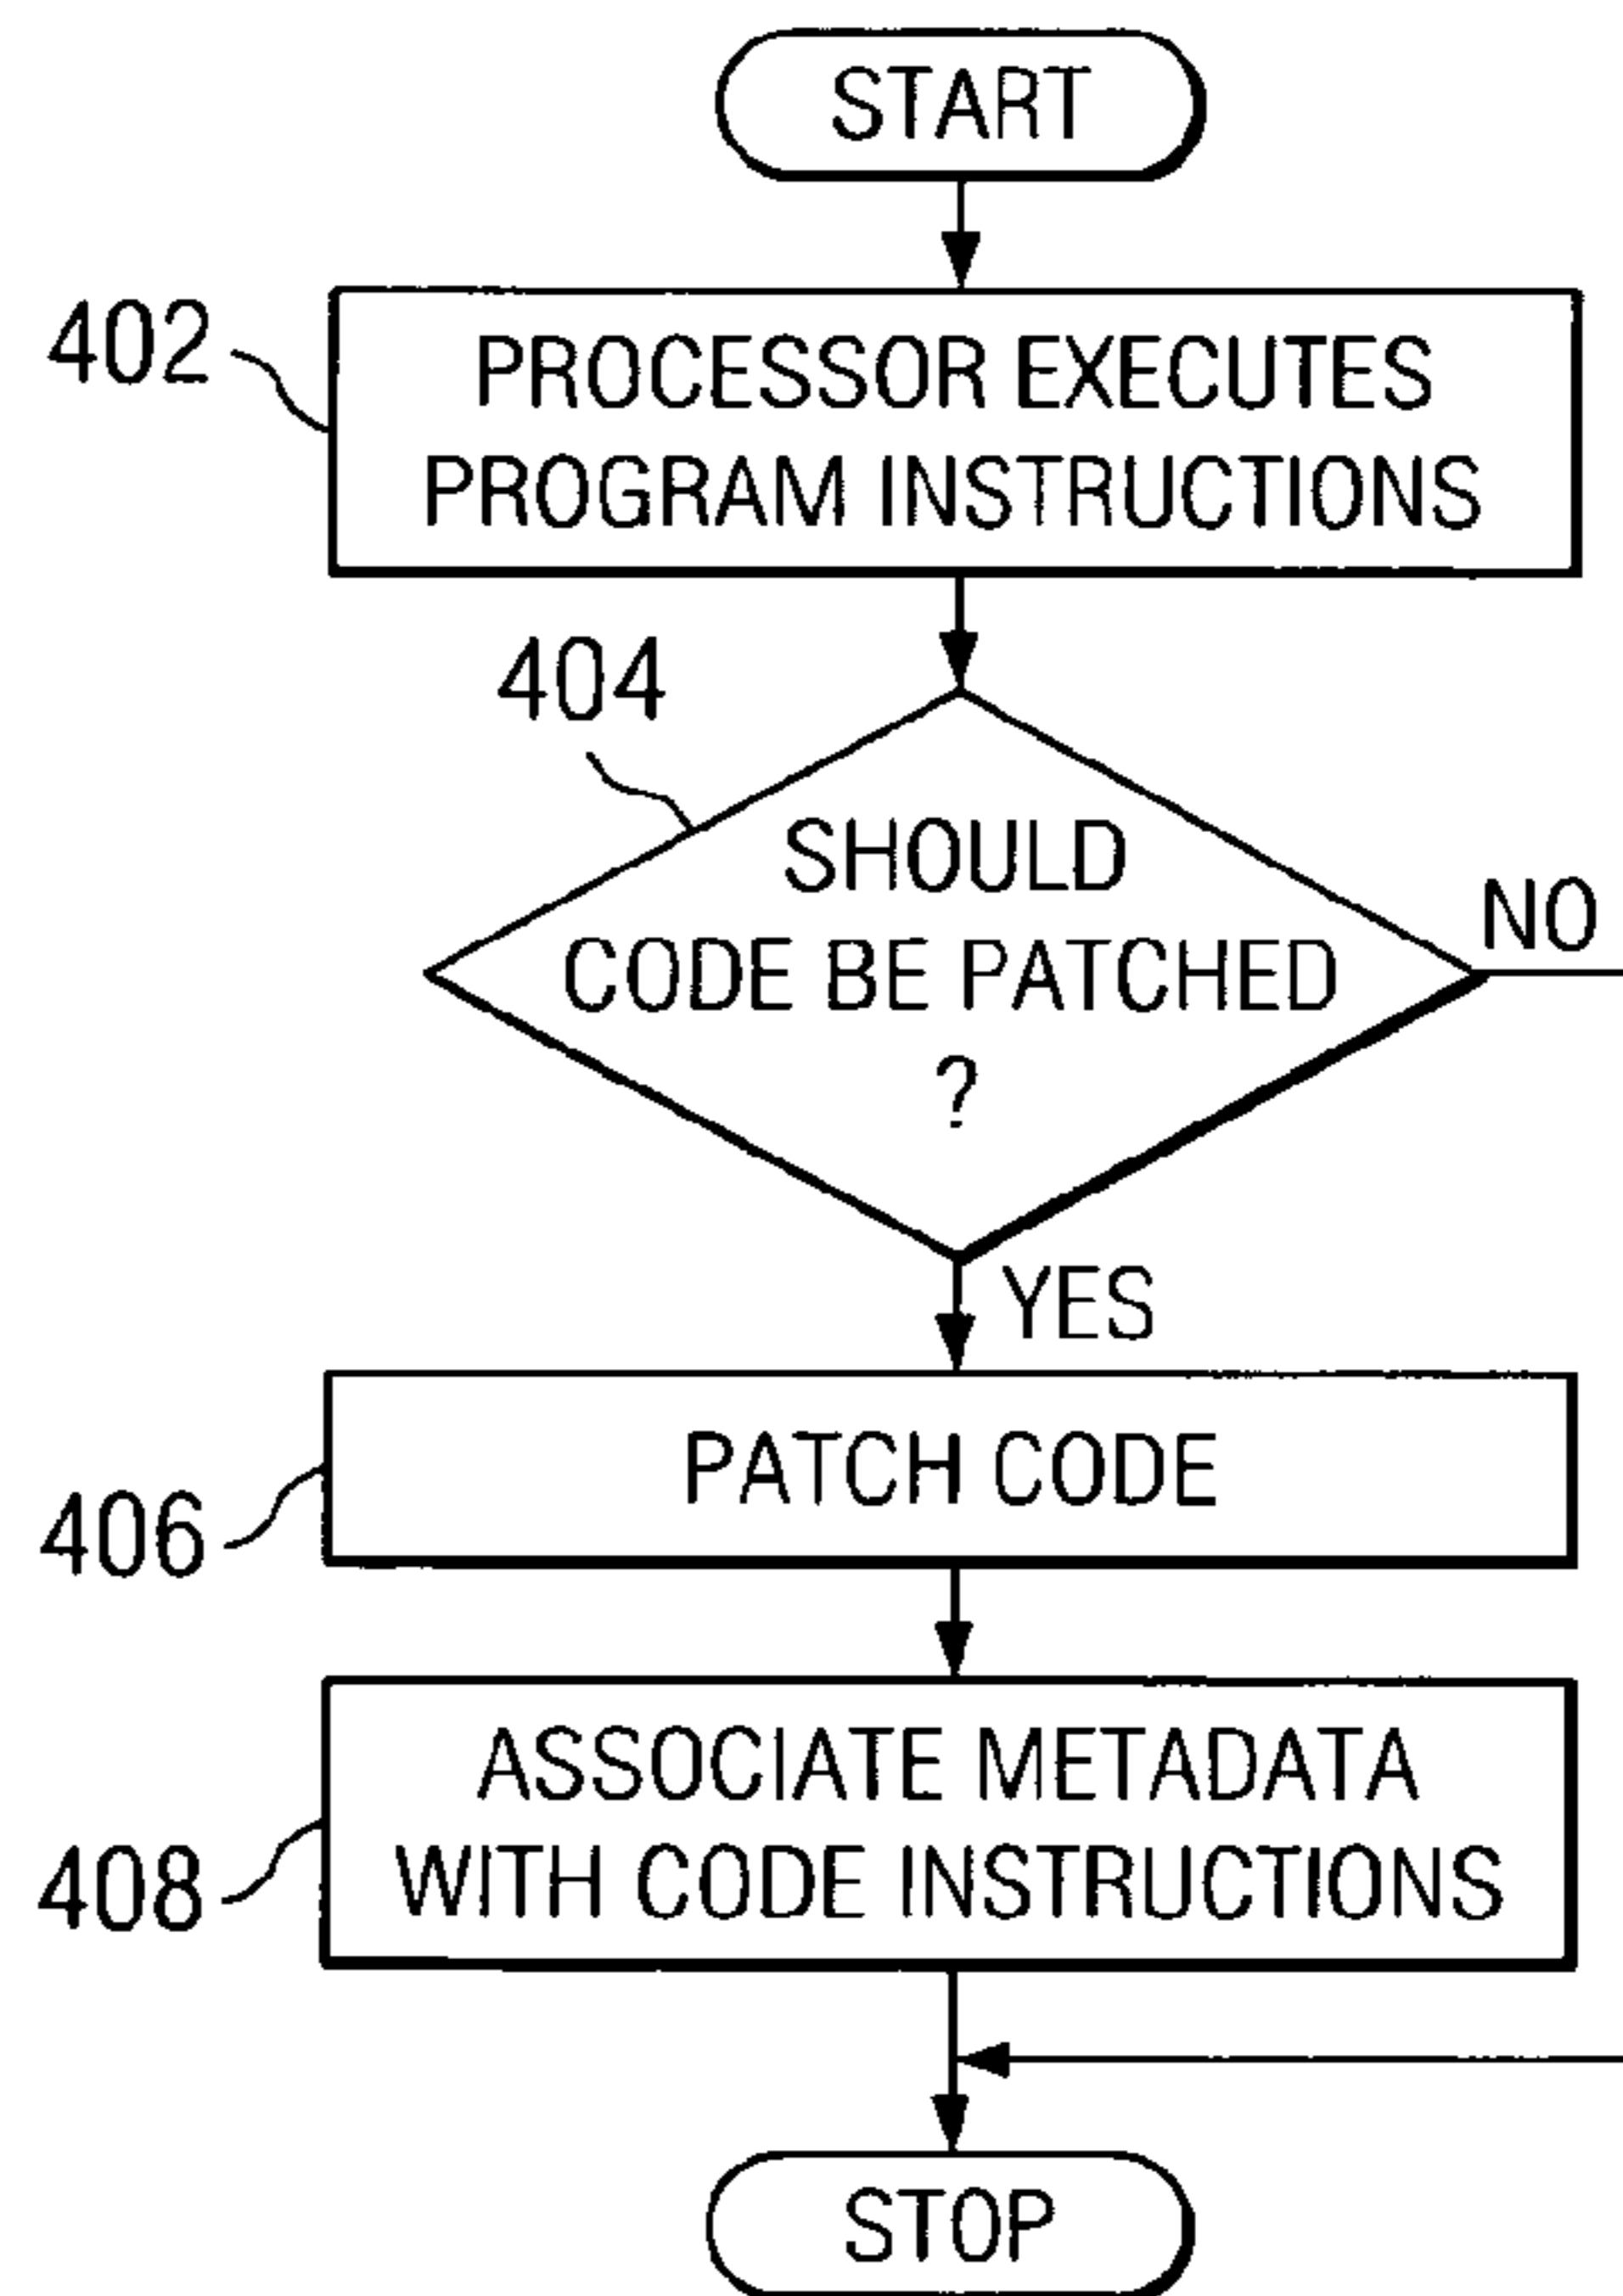 START
402
PROCESSOR EXECUTES
PROGRAM INSTRUCTIONS
404
SHOULD
CODE BE PATCHED
?
NO
YES
PATCH CODE
406
ASSOCIATE METADATA
WITH CODE INSTRUCTIONS
408
STOP